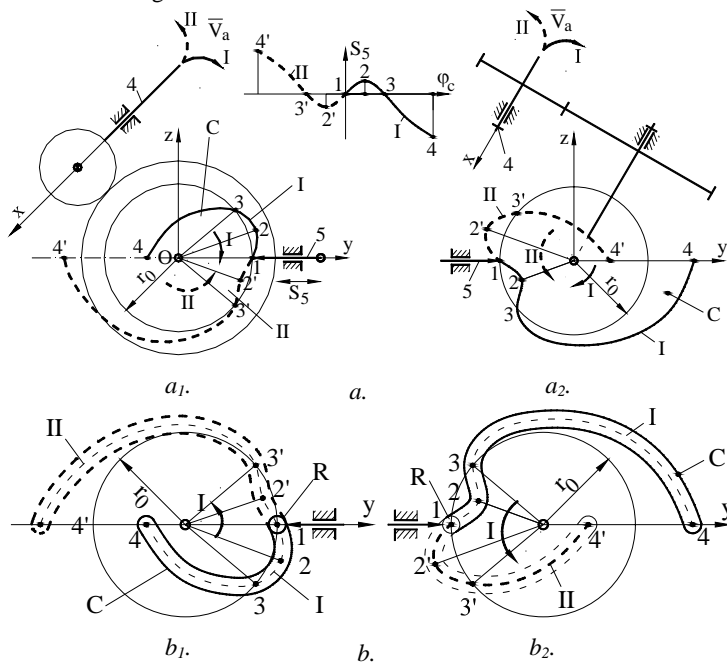 II V̄a
I
4
x
4'
II
S5
1 2 3
φc
3' 2'
I
4
II V̄a
I
x
4
z C I
3
2
4' 4 O I 1 5 y
r0 II 2'
3'
S5
II
z
II 3'
2'
1 4' 4 y
5 2 II
I r0
3 C
I
a1. a. a2.
II
r0 3' R
I 2'
4' 4 1 y
2
C 3 I
I
3 r0 C
R 2
1 I 4' 4 y
2'
3' II
b1. b. b2.